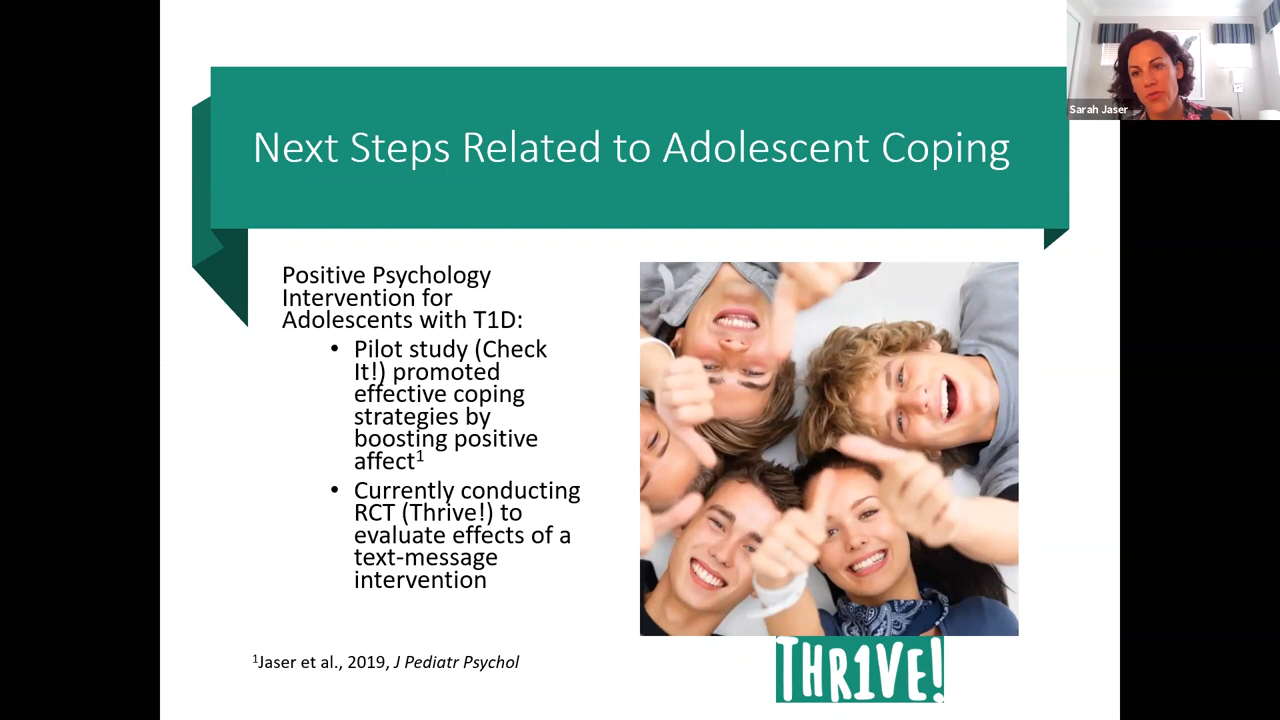 Sarah Jaser
Next Steps Related to Adolescent Coping
Positive Psychology
Intervention for
Adolescents with T1D:
• Pilot study (Check
It!) promoted
effective coping
strategies by
boosting positive
affect¹
• Currently conducting
RCT (Thrive!) to
evaluate effects of a
text-message
intervention
¹Jaser et al., 2019, J Pediatr Psychol
THR1VE!